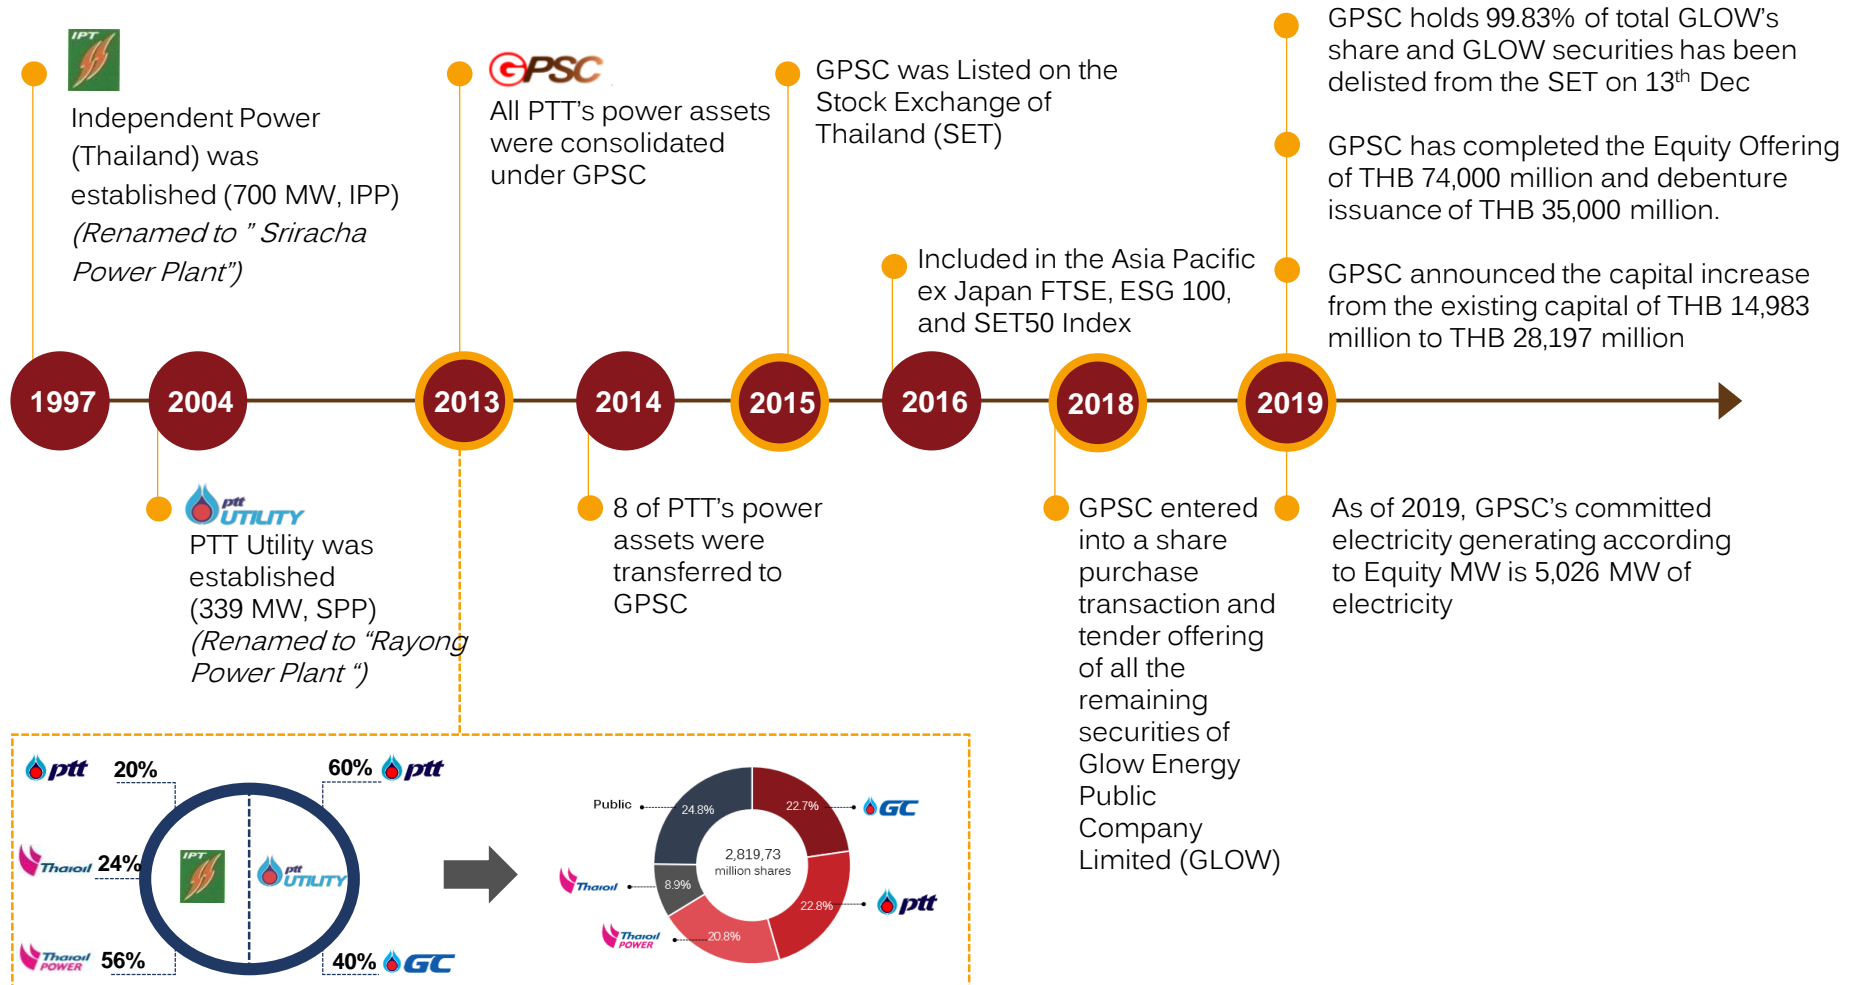 IPT
Independent Power
(Thailand) was
established (700 MW, IPP)
(Renamed to ” Sriracha
Power Plant”)
GPSC
All PTT’s power assets
were consolidated
under GPSC
GPSC was Listed on the
Stock Exchange of
Thailand (SET)
Included in the Asia Pacific
ex Japan FTSE, ESG 100,
and SET50 Index
GPSC holds 99.83% of total GLOW’s
share and GLOW securities has been
delisted from the SET on 13th Dec
GPSC has completed the Equity Offering
of THB 74,000 million and debenture
issuance of THB 35,000 million.
GPSC announced the capital increase
from the existing capital of THB 14,983
million to THB 28,197 million
1997
2004
2013
2014
2015
2016
2018
2019
ptt
UTILITY
PTT Utility was
established
(339 MW, SPP)
(Renamed to “Rayong
Power Plant “)
8 of PTT’s power
assets were
transferred to
GPSC
GPSC entered
into a share
purchase
transaction and
tender offering
of all the
remaining
securities of
Glow Energy
Public
Company
Limited (GLOW)
As of 2019, GPSC’s committed
electricity generating according
to Equity MW is 5,026 MW of
electricity
ptt 20%
60% ptt
Thaioil 24%
IPT
ptt
UTILITY
Thaioil
POWER 56%
40% GC
Public
24.8%
22.7%
GC
2,819,73
million shares
Thaioil
8.9%
22.8%
ptt
Thaioil
POWER
20.8%